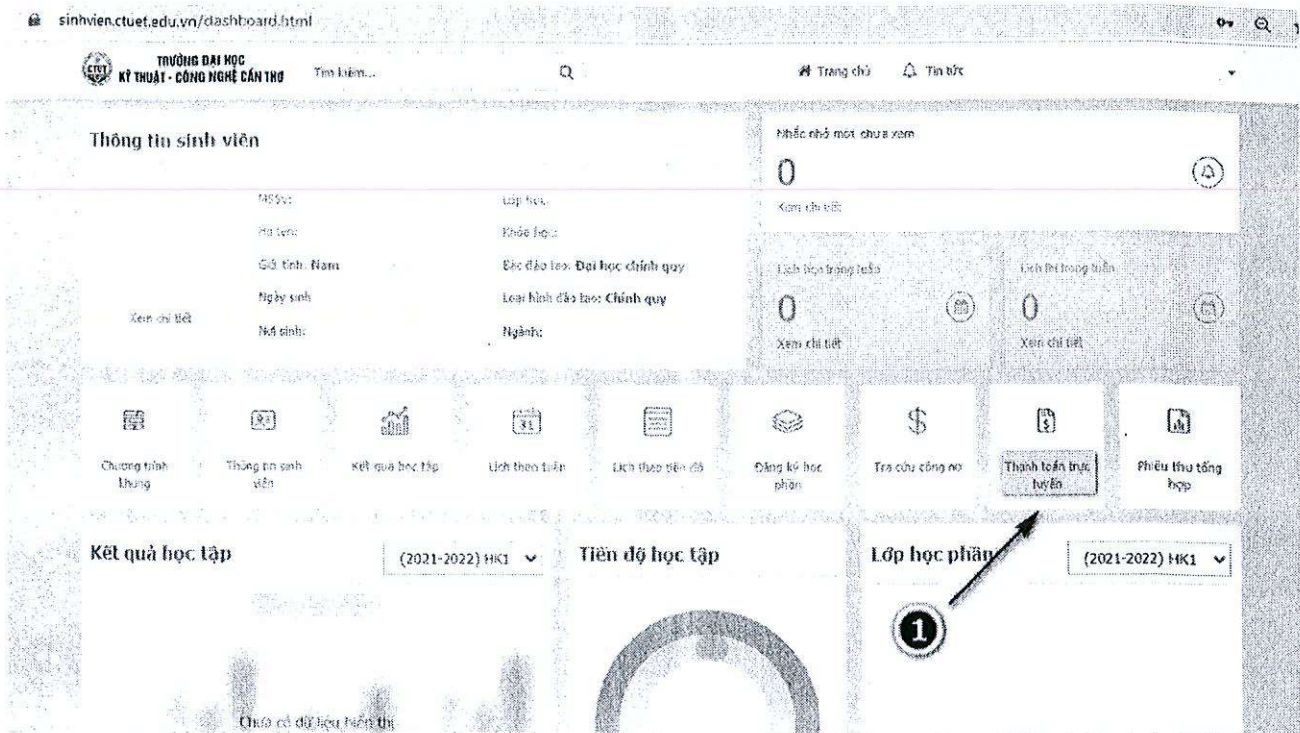 sinhvien.ctuet.edu.vn/dashboard.html
CTUT
TRƯỜNG ĐẠI HỌC
KỸ THUẬT - CÔNG NGHỆ CẦN THƠ
Tìm kiếm...
Trang chủ
Tin tức
Thông tin sinh viên
MSSV:
Họ tên:
Giới tính: Nam
Ngày sinh
Nơi sinh:
Xem chi tiết
Lớp học:
Khóa học:
Bậc đào tạo: Đại học chính quy
Loại hình đào tạo: Chính quy
Ngành:
Nhắc nhở mới chưa xem
0
Xem chi tiết
Lịch học trong tuần
0
Xem chi tiết
Lịch thi trong tuần
0
Xem chi tiết
Chương trình
khung
Thông tin sinh
viên
Kết quả học tập
31
Lịch theo tuần
Lịch theo tiến độ
Đăng ký học
phần
$
Tra cứu công nợ
$
Thanh toán trực
tuyến
Phiếu thu tổng
hợp
Kết quả học tập
(2021-2022) HK1
Chưa có dữ liệu hiển thị
Tiến độ học tập
Lớp học phần
(2021-2022) HK1
1